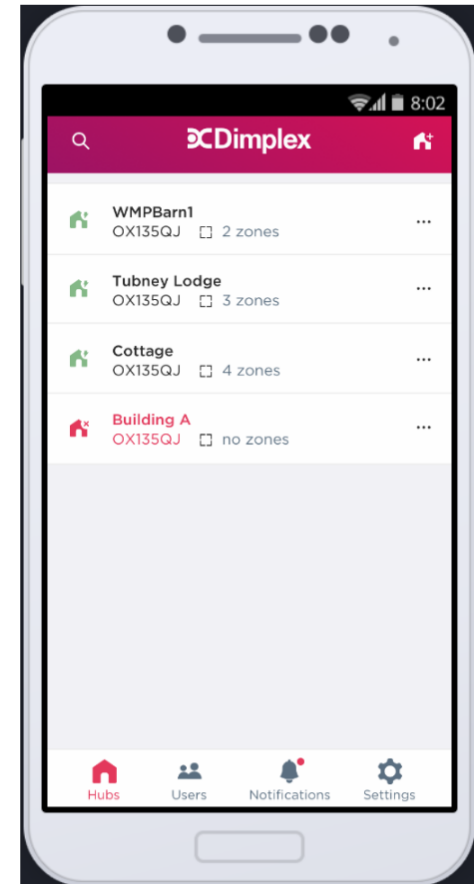 8:02
Dimplex
WMPBarn1
OX135QJ 2 zones
Tubney Lodge
OX135QJ 3 zones
Cottage
OX135QJ 4 zones
Building A
OX135QJ no zones
Hubs Users Notifications Settings